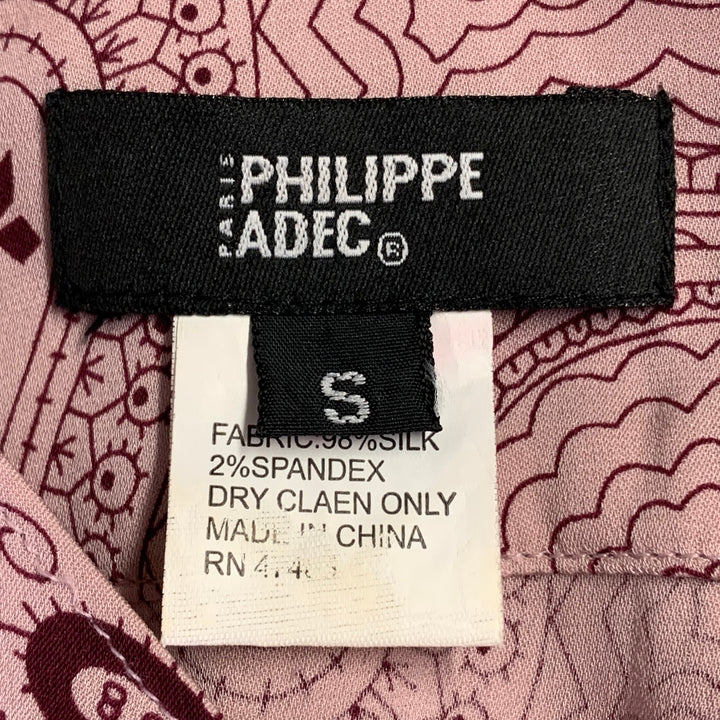 PARIS
PHILIPPE
ADEC®
S
FABRIC:98%SILK
2%SPANDEX
DRY CLAEN ONLY
MADE IN CHINA
RN